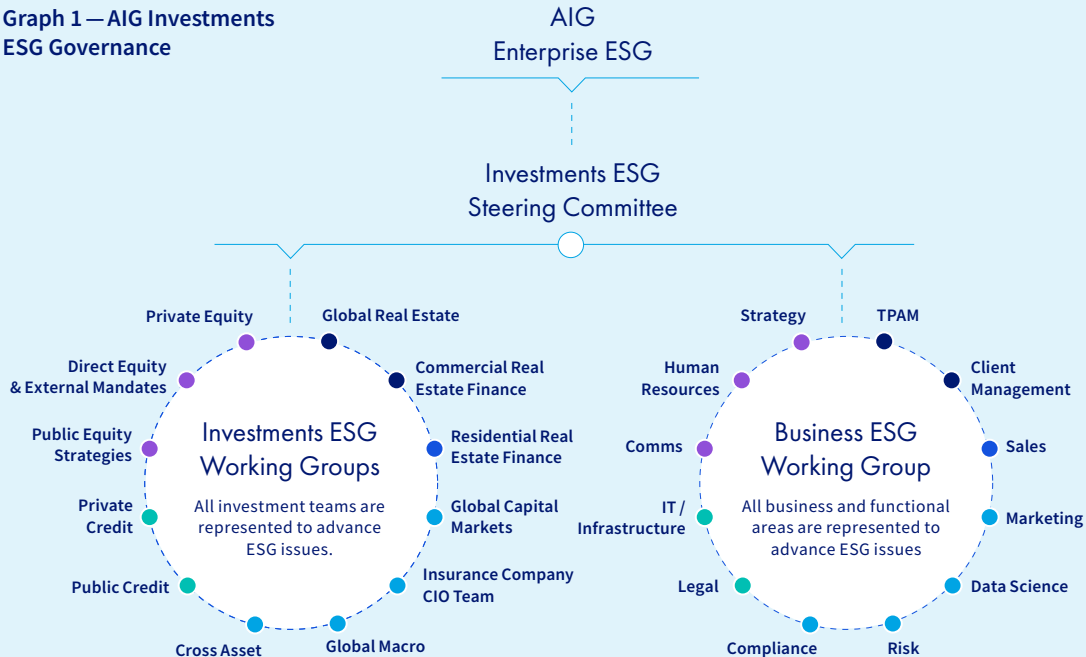 Graph 1—AIG Investments
ESG Governance
AIG
Enterprise ESG
Investments ESG
Steering Committee
Private Equity
Global Real Estate
Direct Equity
& External Mandates
Commercial Real
Estate Finance
Public Equity
Strategies
Residential Real
Estate Finance
Investments ESG
Working Groups
All investment teams are
represented to advance
ESG issues.
Private
Credit
Global Capital
Markets
Public Credit
Insurance Company
CIO Team
Cross Asset
Global Macro
Strategy
TPAM
Human
Resources
Client
Management
Comms
Sales
Business ESG
Working Group
All business and functional
areas are represented to
advance ESG issues
IT /
Infrastructure
Marketing
Legal
Data Science
Compliance
Risk